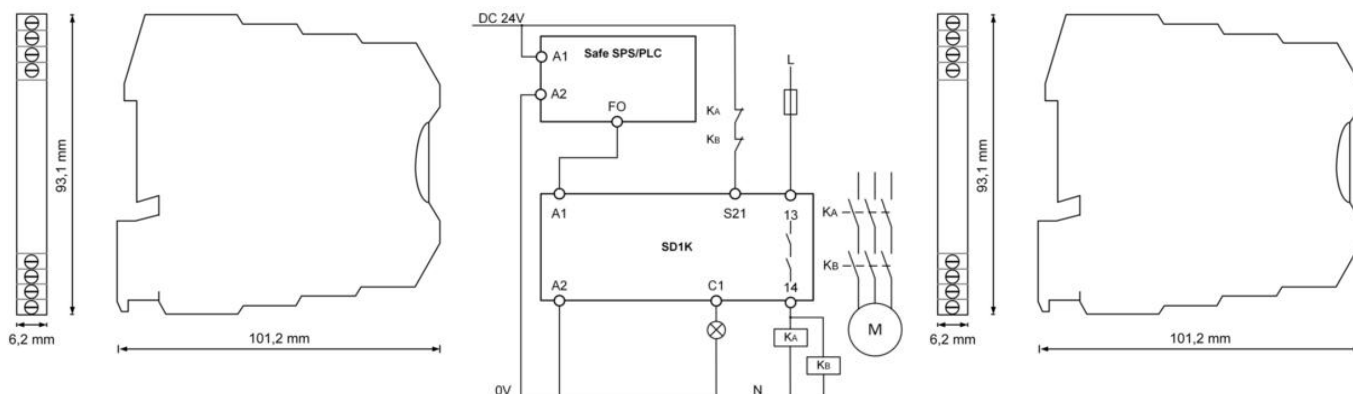 93,1 mm
6,2 mm
101,2 mm
DC 24V
A1
Safe SPS/PLC
A2
FO
L
KA
KB
A1
S21
13
SD1K
KA
KB
A2
C1
14
M
KA
KB
0V
N
93,1 mm
6,2 mm
101,2 mm